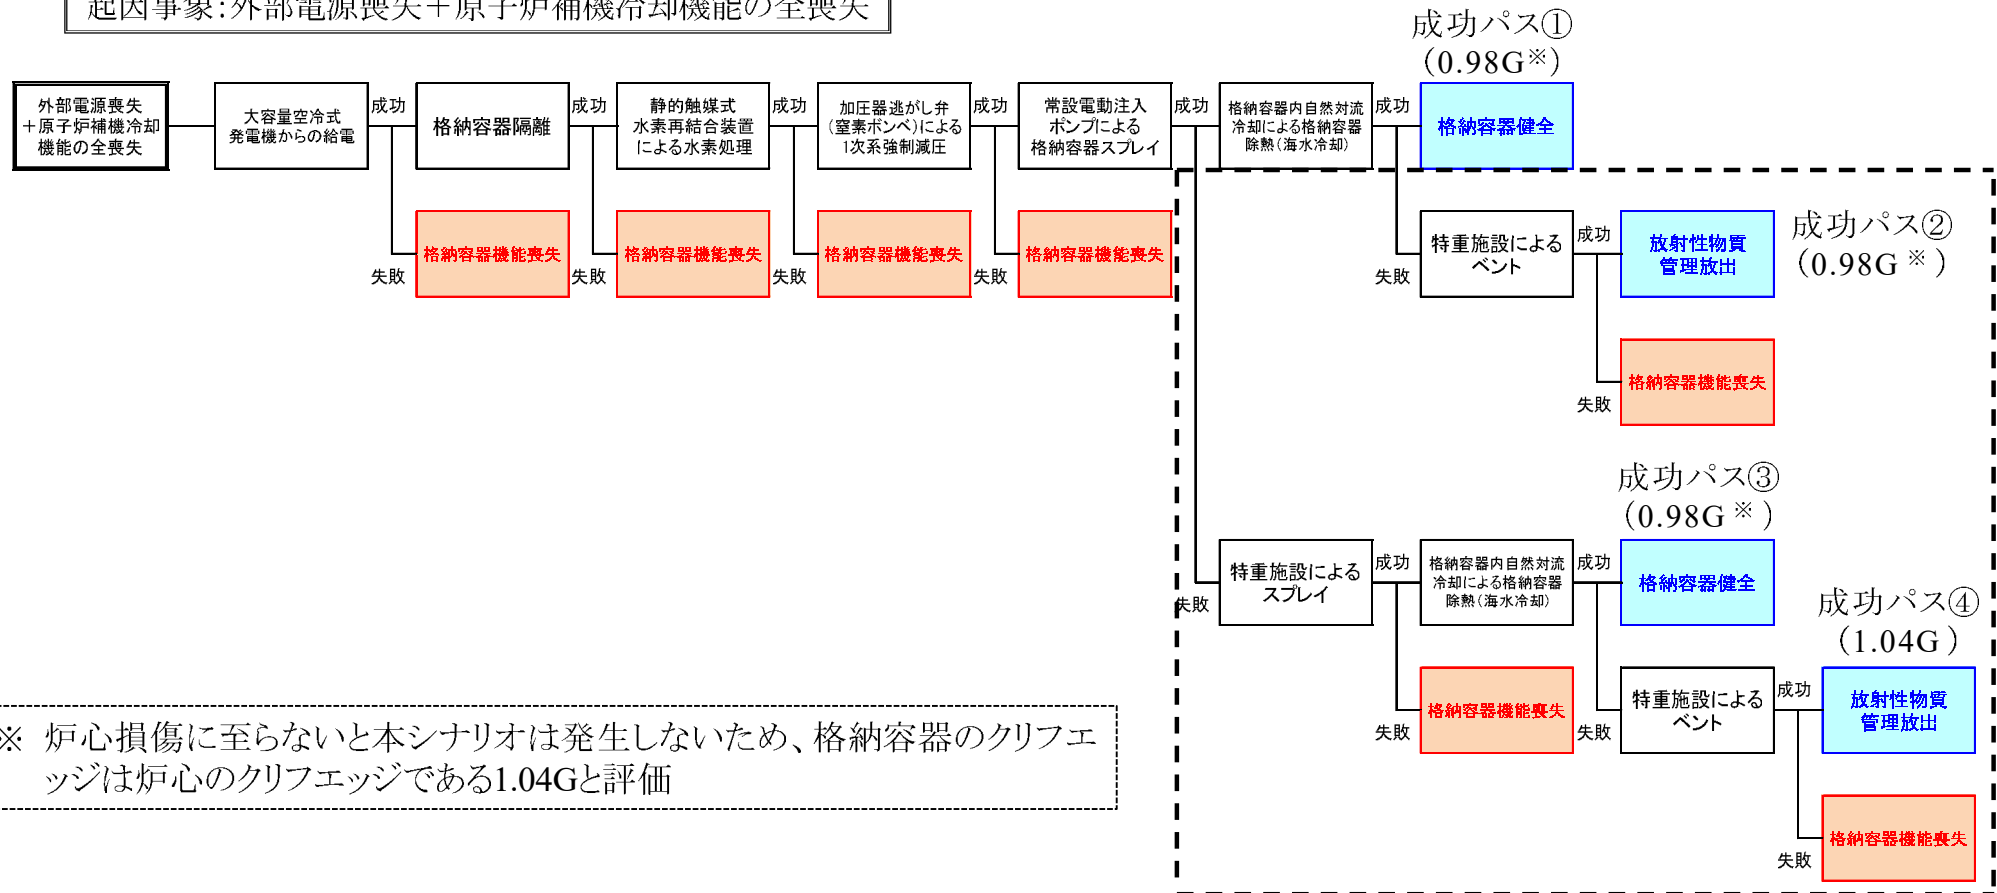 起因事象:外部電源喪失+原子炉補機冷却機能の全喪失
成功パス①
(0.98G※)
外部電源喪失
+原子炉補機冷却
機能の全喪失
大容量空冷式
発電機からの給電
成功
格納容器隔離
成功
静的触媒式
水素再結合装置
による水素処理
成功
加圧器逃がし弁
(窒素ボンベ)による
1次系強制減圧
成功
常設電動注入
ポンプによる
格納容器スプレイ
成功
格納容器内自然対流
冷却による格納容器
除熱(海水冷却)
成功
格納容器健全
失敗
格納容器機能喪失
失敗
格納容器機能喪失
失敗
格納容器機能喪失
失敗
格納容器機能喪失
失敗
特重施設による
ベント
成功
放射性物質
管理放出
成功パス②
(0.98G※)
失敗
格納容器機能喪失
成功パス③
(0.98G※)
失敗
特重施設による
スプレイ
成功
格納容器内自然対流
冷却による格納容器
除熱(海水冷却)
成功
格納容器健全
成功パス④
(1.04G)
失敗
格納容器機能喪失
失敗
特重施設による
ベント
成功
放射性物質
管理放出
失敗
格納容器機能喪失
※ 炉心損傷に至らないと本シナリオは発生しないため、格納容器のクリフエ
ッジは炉心のクリフエッジである1.04Gと評価